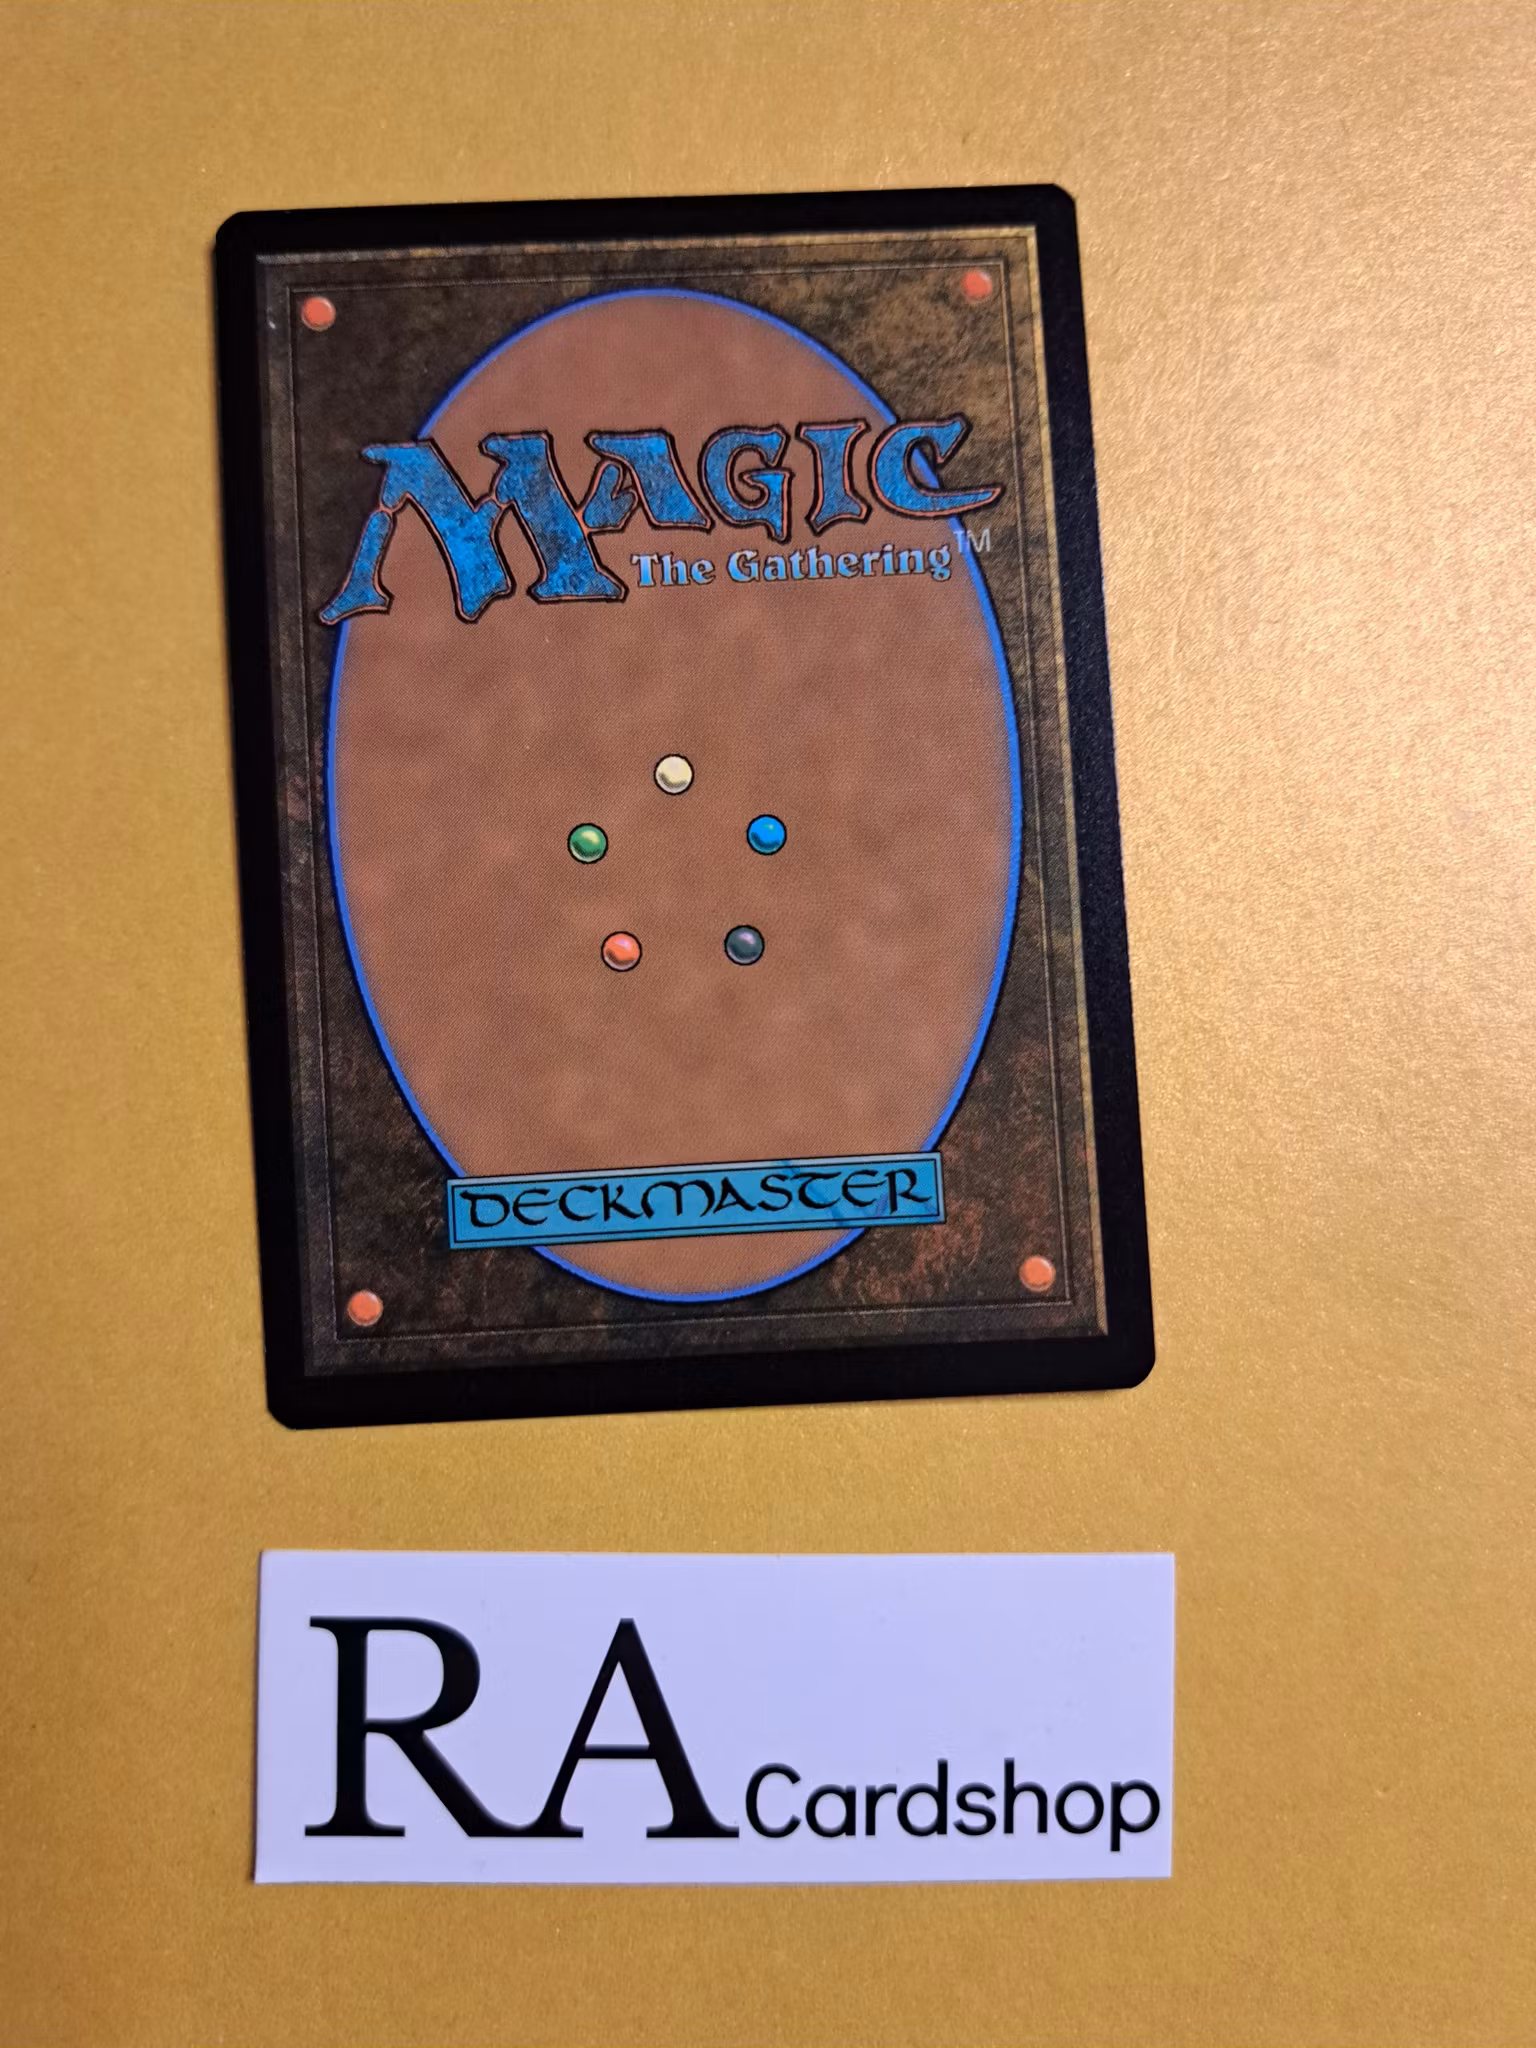 MAGIC
The Gathering™
DECKMASTER
RA Cardshop